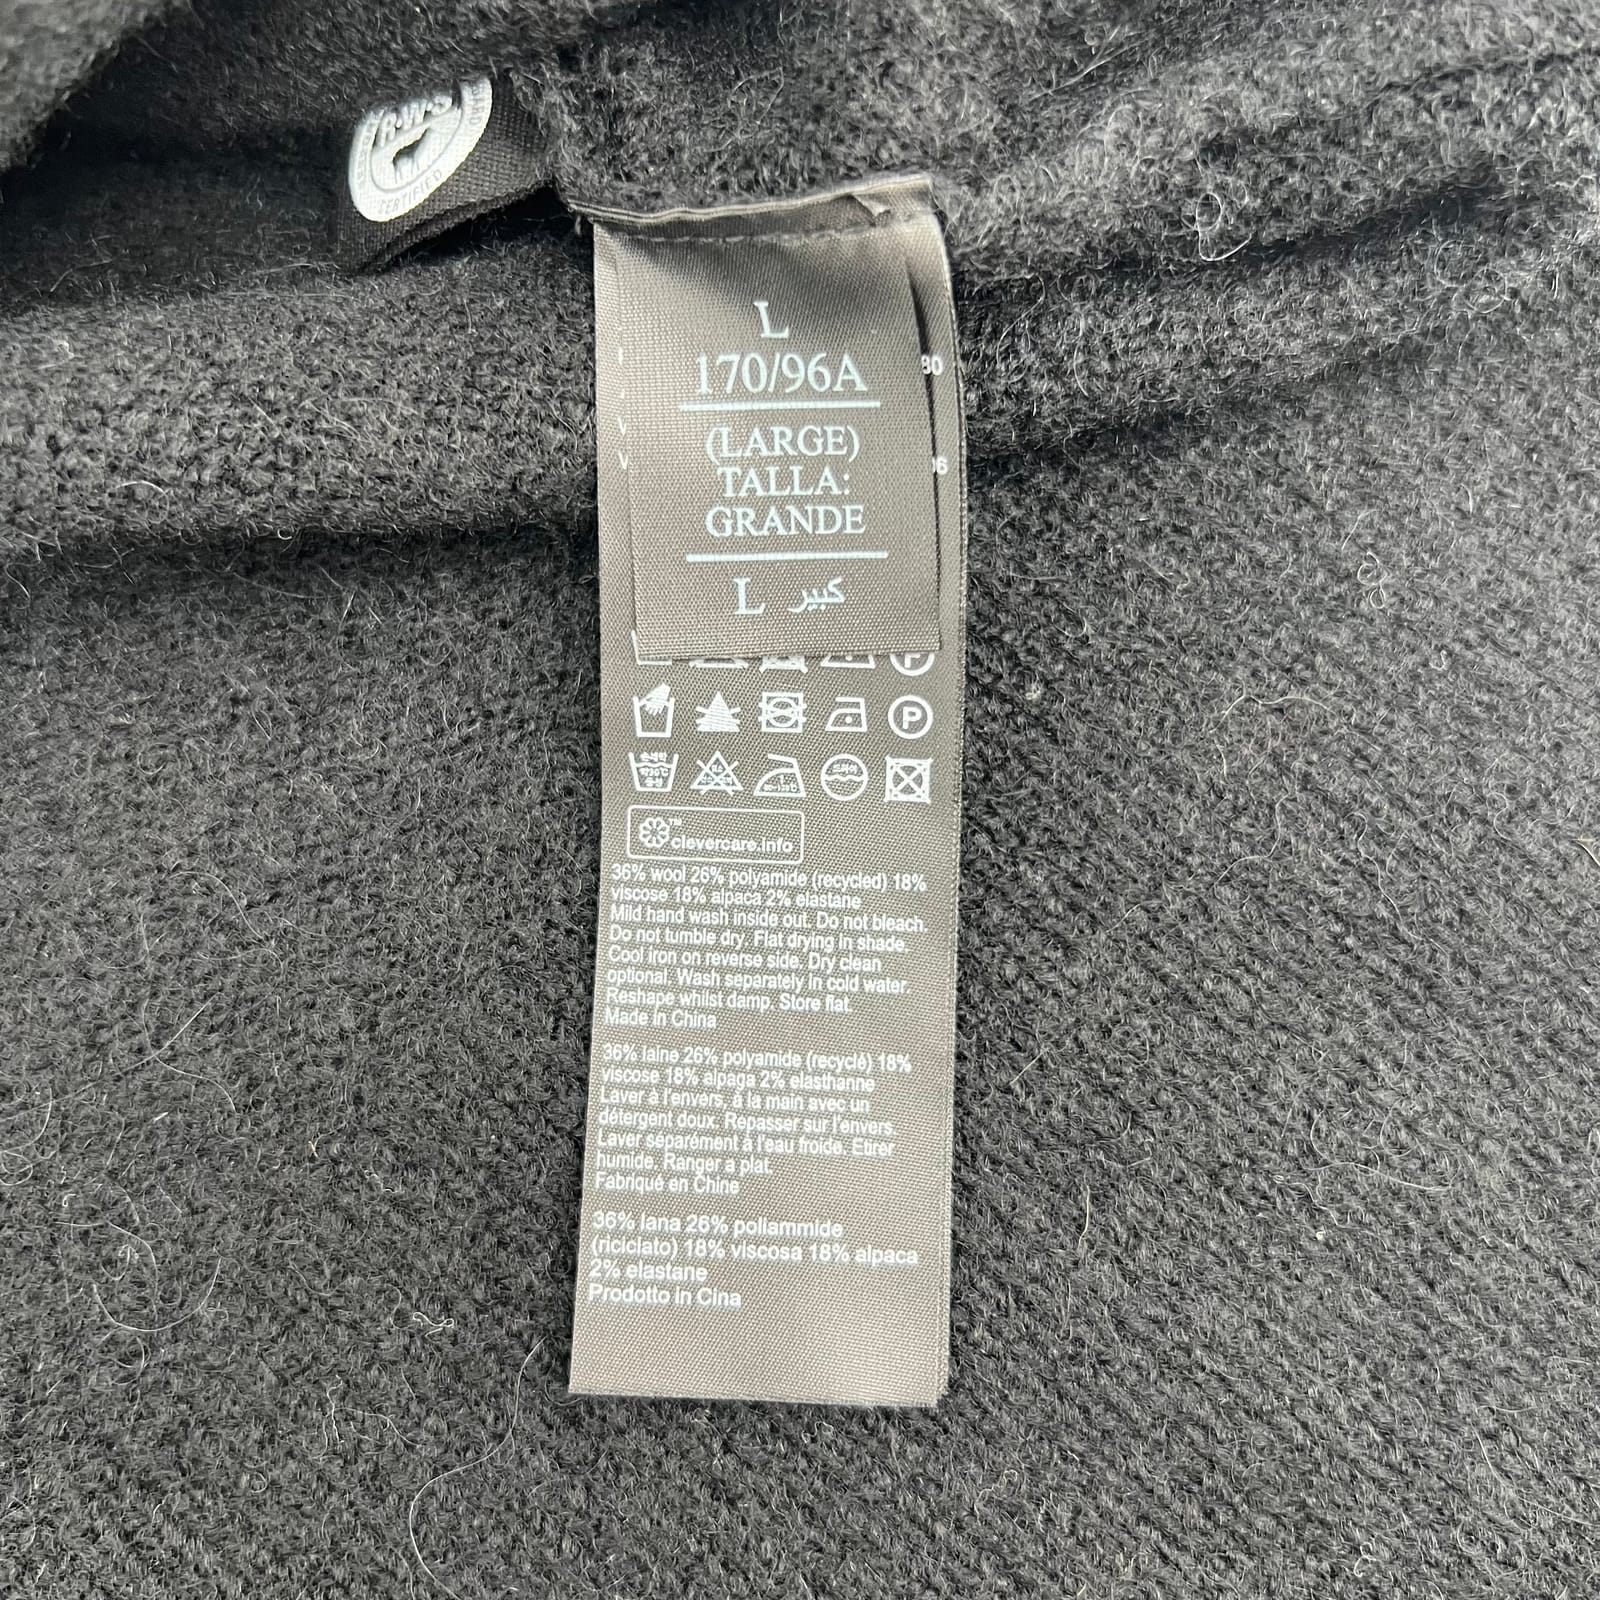 R·W·S
CERTIFIED
L
170/96A
(LARGE)
TALLA:
GRANDE
L كبير
P
clevercare.info
36% wool 26% polyamide (recycled) 18%
viscose 18% alpaca 2% elastane
Mild hand wash inside out. Do not bleach.
Do not tumble dry. Flat drying in shade.
Cool iron on reverse side. Dry clean
optional. Wash separately in cold water.
Reshape whilst damp. Store flat.
Made in China
36% laine 26% polyamide (recyclé) 18%
viscose 18% alpaga 2% elasthanne
Laver à l'envers, à la main avec un
détergent doux. Repasser sur l'envers.
Laver séparément à l'eau froide. Etirer
humide. Ranger a plat.
Fabriqué en Chine
36% lana 26% poliammide
(riciclato) 18% viscosa 18% alpaca
2% elastane
Prodotto in Cina